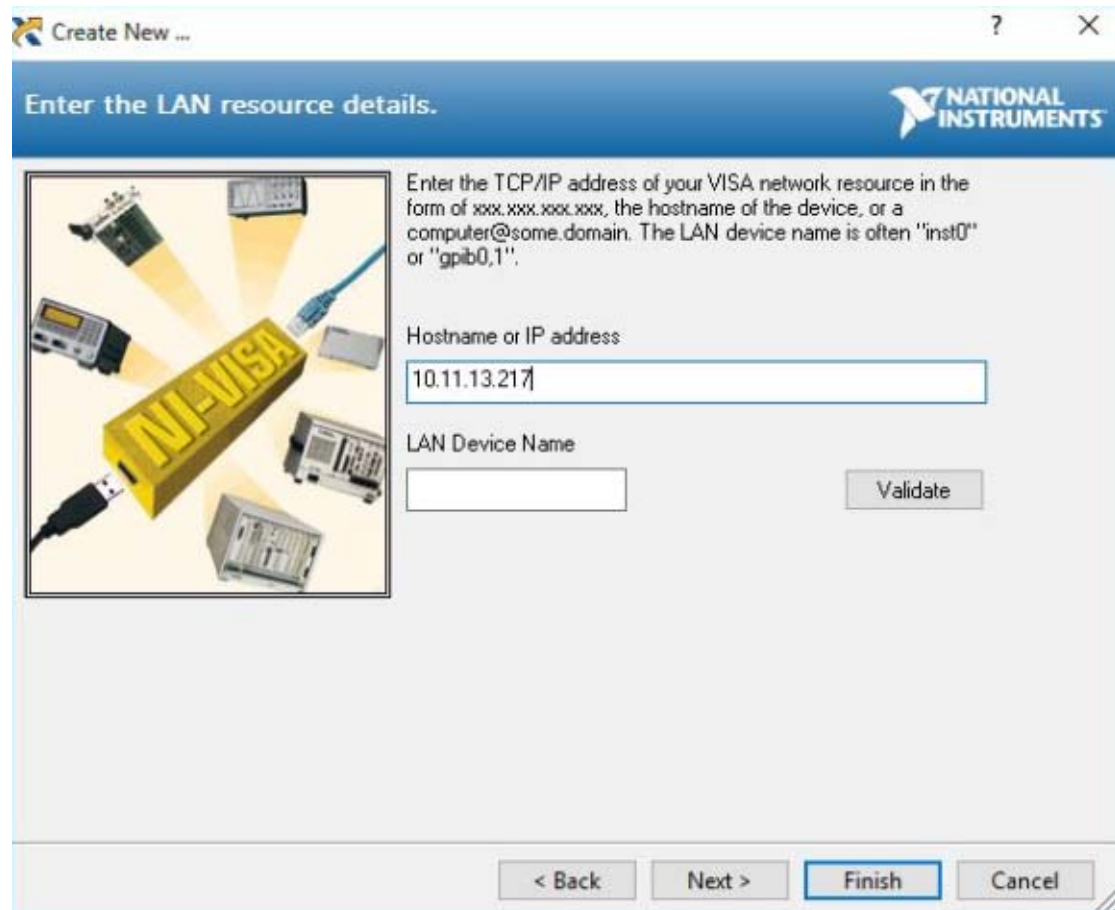 Create New ...
?
Enter the LAN resource details.
NATIONAL
INSTRUMENTS
Enter the TCP/IP address of your VISA network resource in the
form of xxx.xxx.xxx.xxx, the hostname of the device, or a
computer@some.domain. The LAN device name is often "inst0"
or "gpib0,1".
NI-VISA
Hostname or IP address
10.11.13.217
LAN Device Name
Validate
< Back Next > Finish Cancel